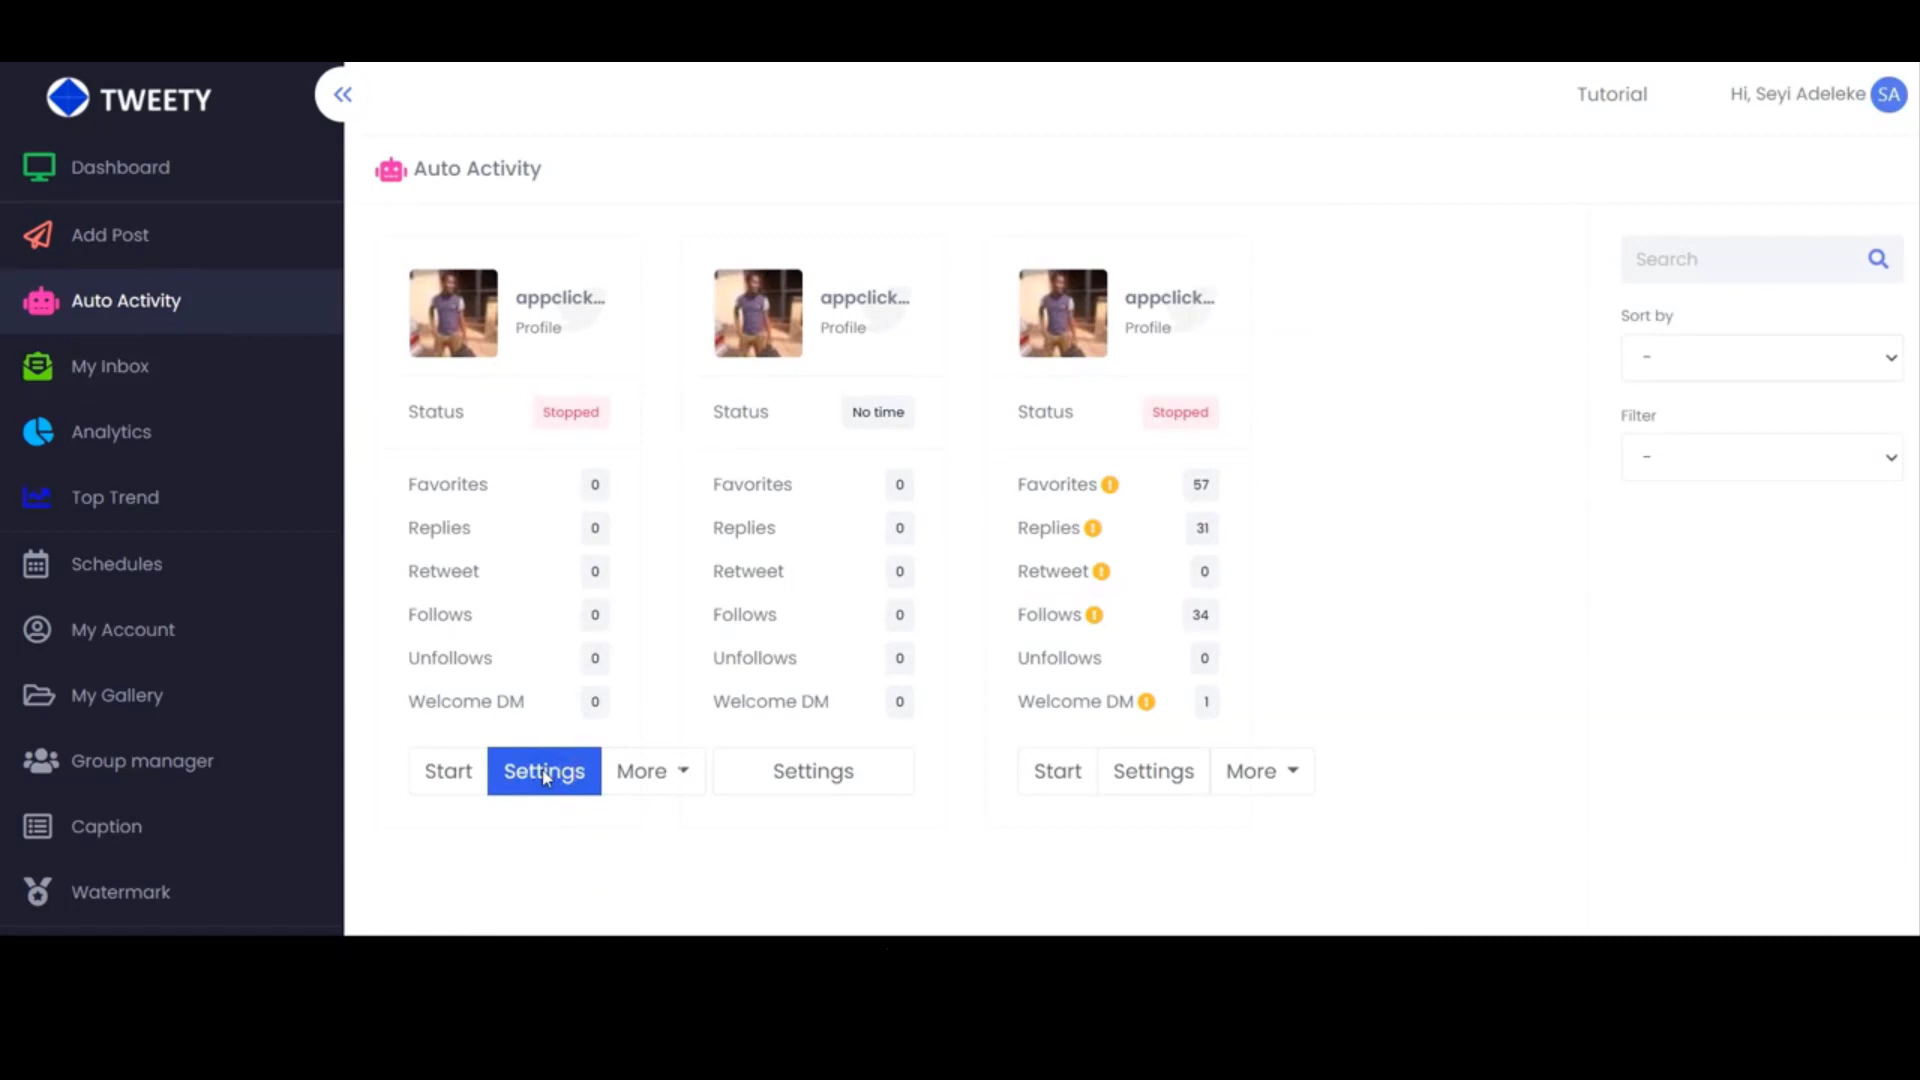 TWEETY
Tutorial
Hi, Seyi Adeleke SA
Dashboard
Add Post
Auto Activity
My Inbox
Analytics
Top Trend
Schedules
My Account
My Gallery
Group manager
Caption
Watermark
Auto Activity
appclick...
Profile
Status Stopped
Favorites 0
Replies 0
Retweet 0
Follows 0
Unfollows 0
Welcome DM 0
Start Settings More
appclick...
Profile
Status No time
Favorites 0
Replies 0
Retweet 0
Follows 0
Unfollows 0
Welcome DM 0
Settings
appclick...
Profile
Status Stopped
Favorites 57
Replies 31
Retweet 0
Follows 34
Unfollows 0
Welcome DM 1
Start Settings More
Search
Sort by
-
Filter
-